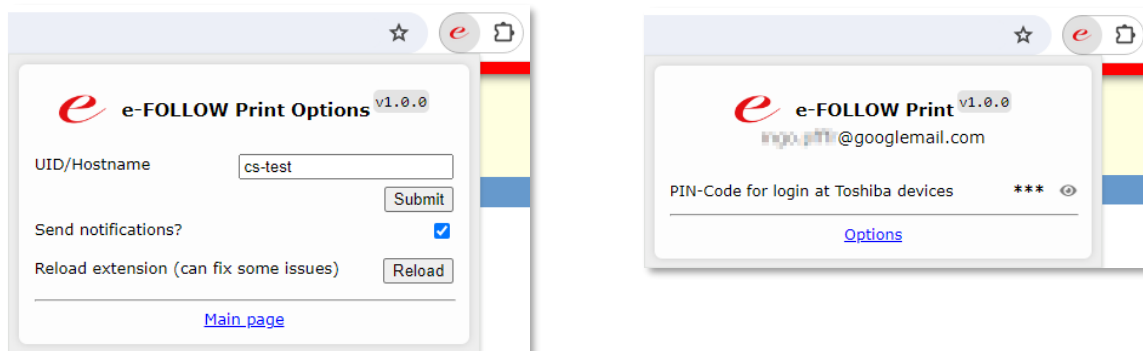 e-FOLLOW Print Options v1.0.0
UID/Hostname cs-test
Submit
Send notifications?
Reload extension (can fix some issues) Reload
Main page
e-FOLLOW Print v1.0.0
@googlemail.com
PIN-Code for login at Toshiba devices ***
Options